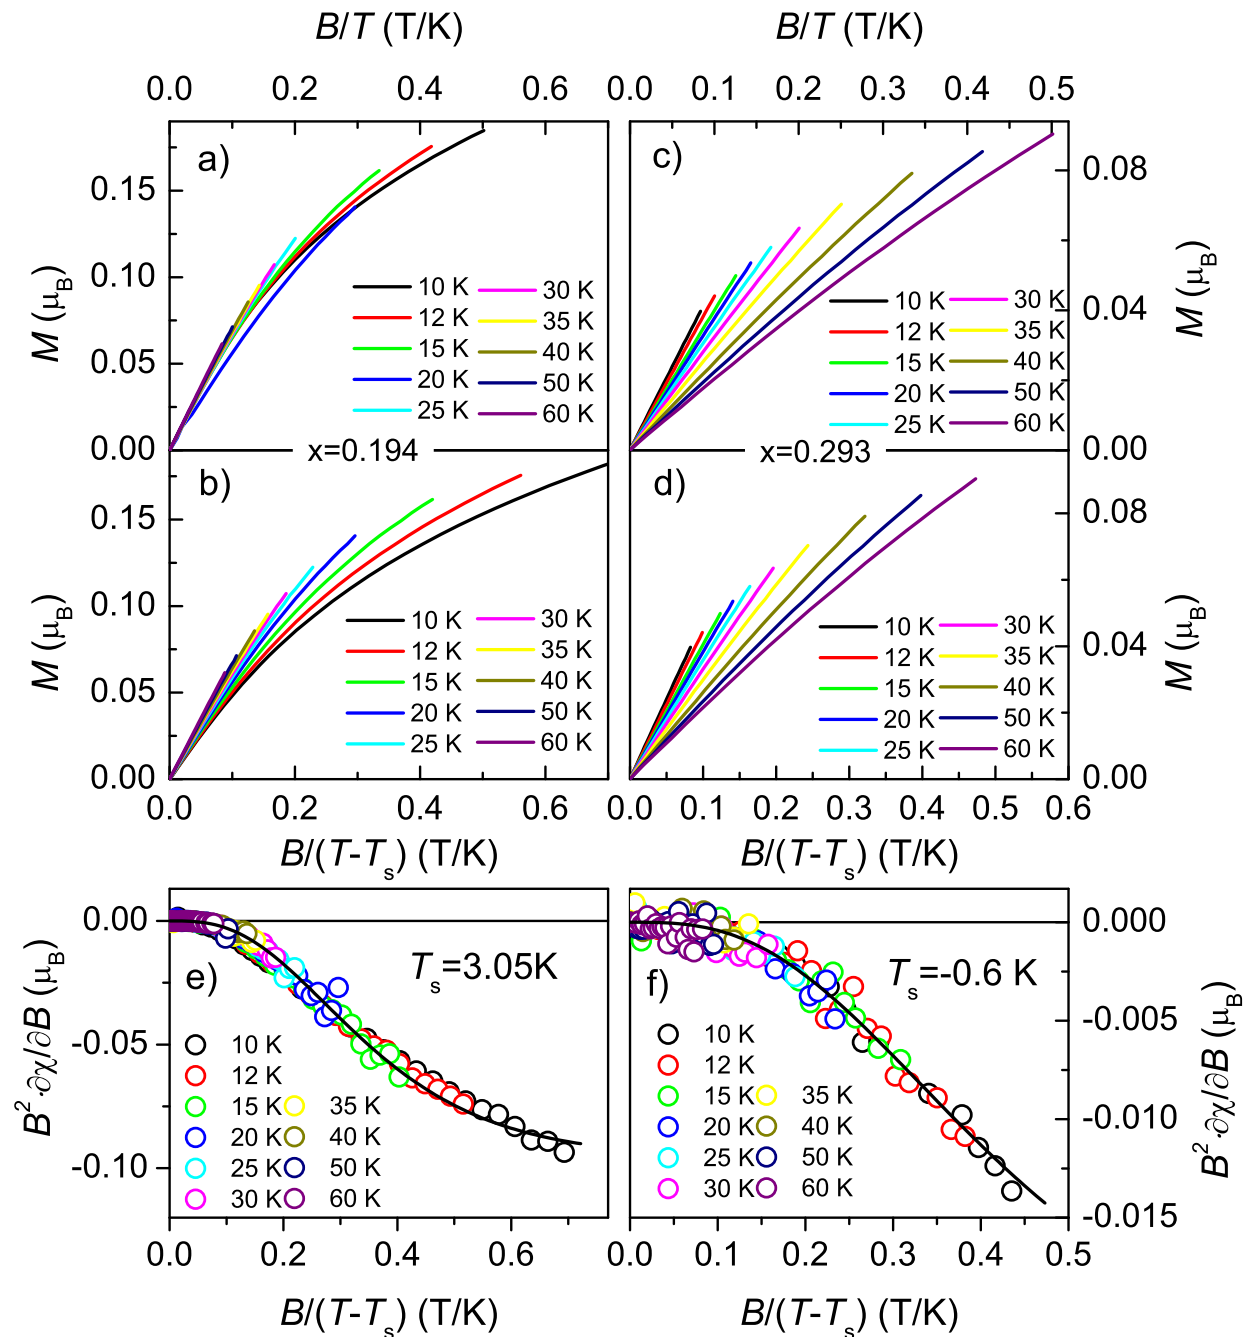 B/T (T/K)
B/T (T/K)
0.0 0.2 0.4 0.6
0.0 0.1 0.2 0.3 0.4 0.5
a)
c)
M (μB)
0.15
0.10
0.05
0.00
10 K
12 K
15 K
20 K
25 K
30 K
35 K
40 K
50 K
60 K
10 K
12 K
15 K
20 K
25 K
30 K
35 K
40 K
50 K
60 K
0.08
0.04
0.00
M (μB)
x=0.194
x=0.293
b)
d)
M (μB)
0.15
0.10
0.05
0.00
10 K
12 K
15 K
20 K
25 K
30 K
35 K
40 K
50 K
60 K
10 K
12 K
15 K
20 K
25 K
30 K
35 K
40 K
50 K
60 K
0.08
0.04
0.00
M (μB)
0.0 0.2 0.4 0.6
0.0 0.1 0.2 0.3 0.4 0.5 0.6
B/(T-Ts) (T/K)
B/(T-Ts) (T/K)
B²·∂χ/∂B (μB)
0.00
-0.05
-0.10
e)
Ts=3.05K
10 K
12 K
15 K
20 K
25 K
30 K
35 K
40 K
50 K
60 K
f)
Ts=-0.6 K
10 K
12 K
15 K
20 K
25 K
30 K
35 K
40 K
50 K
60 K
0.000
-0.005
-0.010
-0.015
B²·∂χ/∂B (μB)
0.0 0.2 0.4 0.6
0.0 0.1 0.2 0.3 0.4 0.5
B/(T-Ts) (T/K)
B/(T-Ts) (T/K)